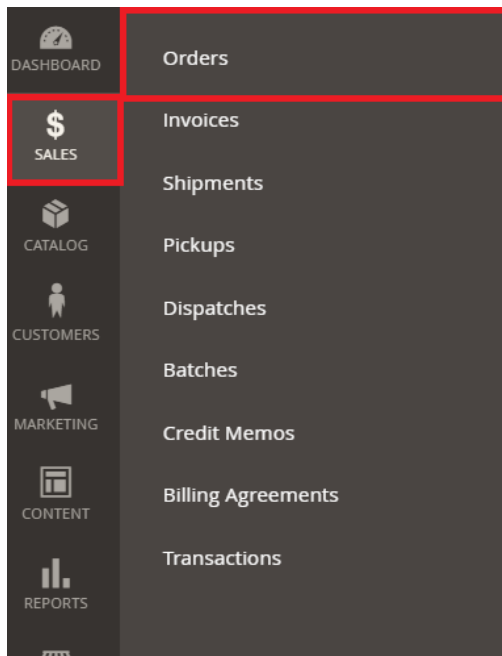 DASHBOARD
SALES
CATALOG
CUSTOMERS
MARKETING
CONTENT
REPORTS
Orders
Invoices
Shipments
Pickups
Dispatches
Batches
Credit Memos
Billing Agreements
Transactions